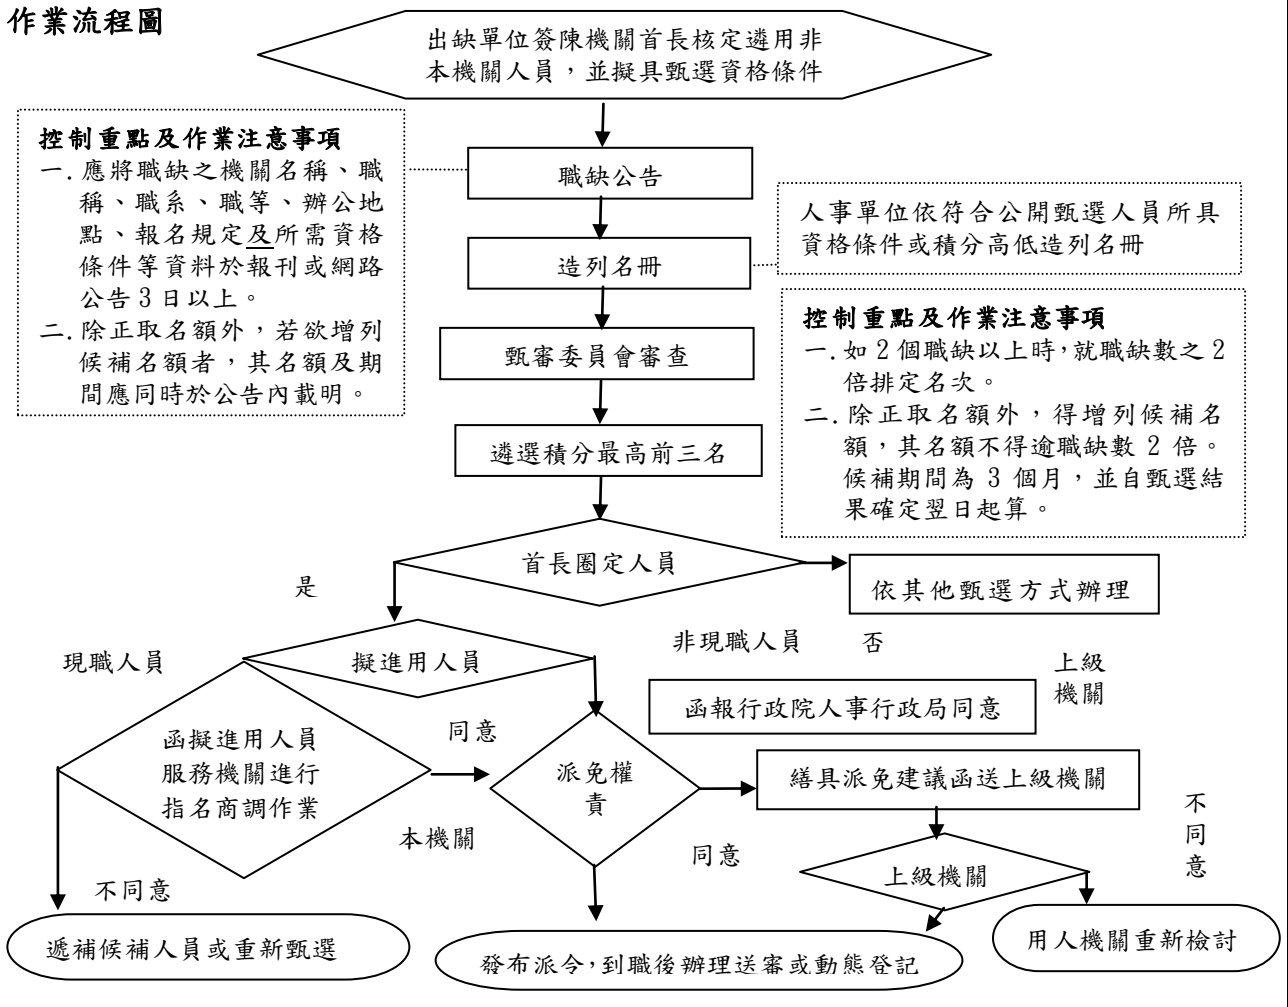 作業流程圖
出缺單位簽陳機關首長核定遴用非
本機關人員，並擬具甄選資格條件
控制重點及作業注意事項
一. 應將職缺之機關名稱、職
稱、職系、職等、辦公地
點、報名規定及所需資格
條件等資料於報刊或網路
公告3日以上。
二. 除正取名額外，若欲增列
候補名額者，其名額及期
間應同時於公告內載明。
職缺公告
人事單位依符合公開甄選人員所具
資格條件或積分高低造列名冊
造列名冊
控制重點及作業注意事項
一. 如2個職缺以上時，就職缺數之2
倍排定名次。
二. 除正取名額外，得增列候補名
額，其名額不得逾職缺數2倍。
候補期間為3個月，並自甄選結
果確定翌日起算。
甄審委員會審查
遴選積分最高前三名
首長圈定人員
是
依其他甄選方式辦理
現職人員
擬進用人員
非現職人員
否
上級
機關
函報行政院人事行政局同意
函擬進用人員
服務機關進行
指名商調作業
同意
派免權
責
繕具派免建議函送上級機關
不
同
意
本機關
同意
上級機關
不同意
遞補候補人員或重新甄選
發布派令，到職後辦理送審或動態登記
用人機關重新檢討